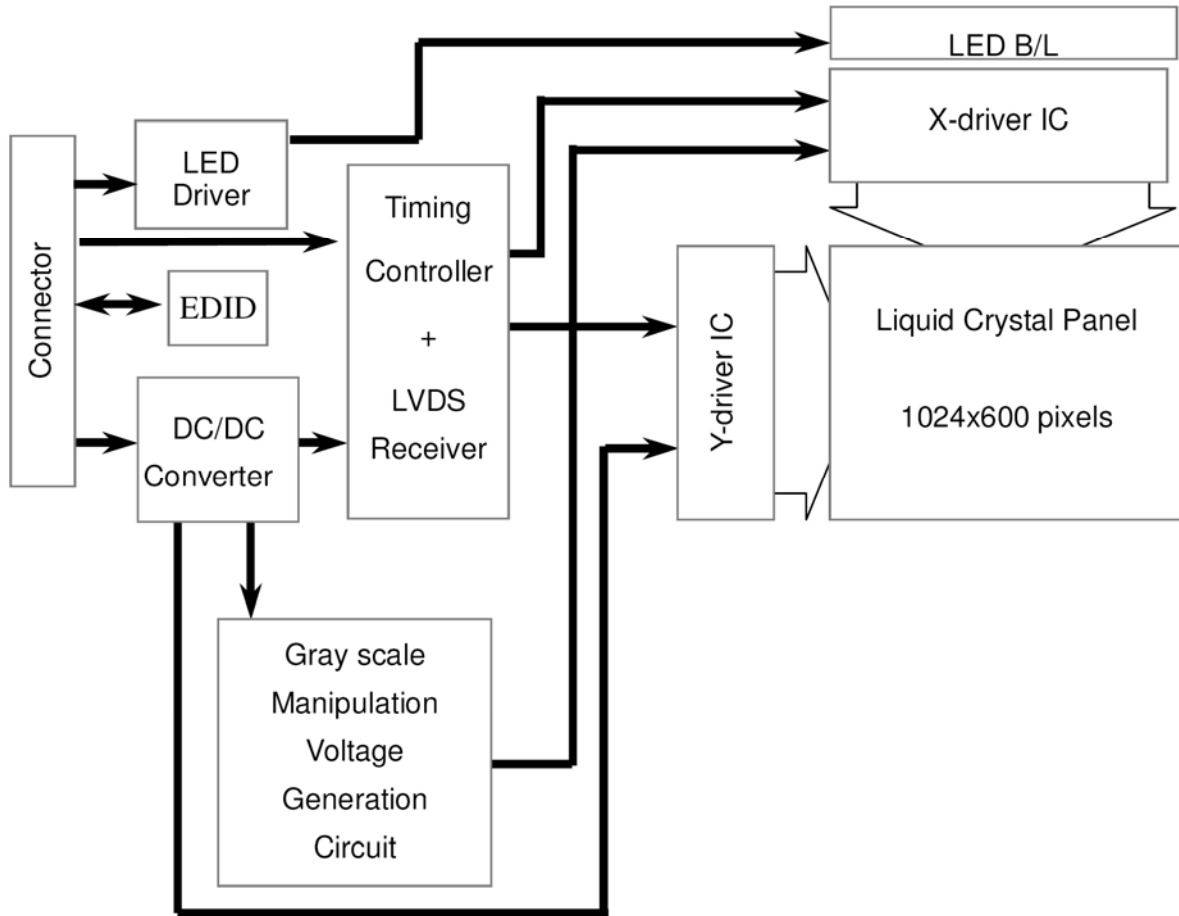 LED B/L
X-driver IC
LED
Driver
Timing
Controller
+
LVDS
Receiver
Connector
EDID
DC/DC
Converter
Y-driver IC
Liquid Crystal Panel
1024x600 pixels
Gray scale
Manipulation
Voltage
Generation
Circuit